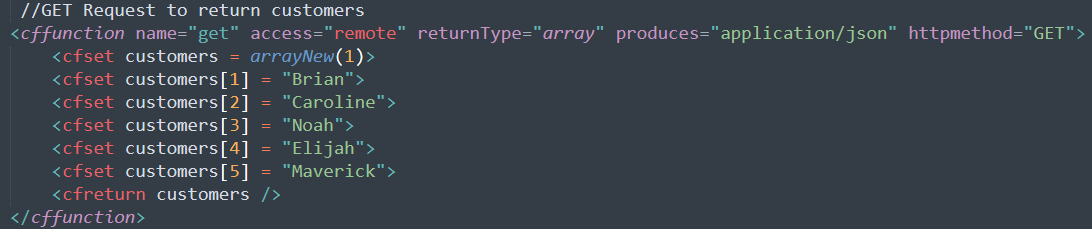 //GET Request to return customers
<cffunction name="get" access="remote" returnType="array" produces="application/json" httpmethod="GET">
<cfset customers = arrayNew(1)>
<cfset customers[1] = "Brian">
<cfset customers[2] = "Caroline">
<cfset customers[3] = "Noah">
<cfset customers[4] = "Elijah">
<cfset customers[5] = "Maverick">
<cfreturn customers />
</cffunction>